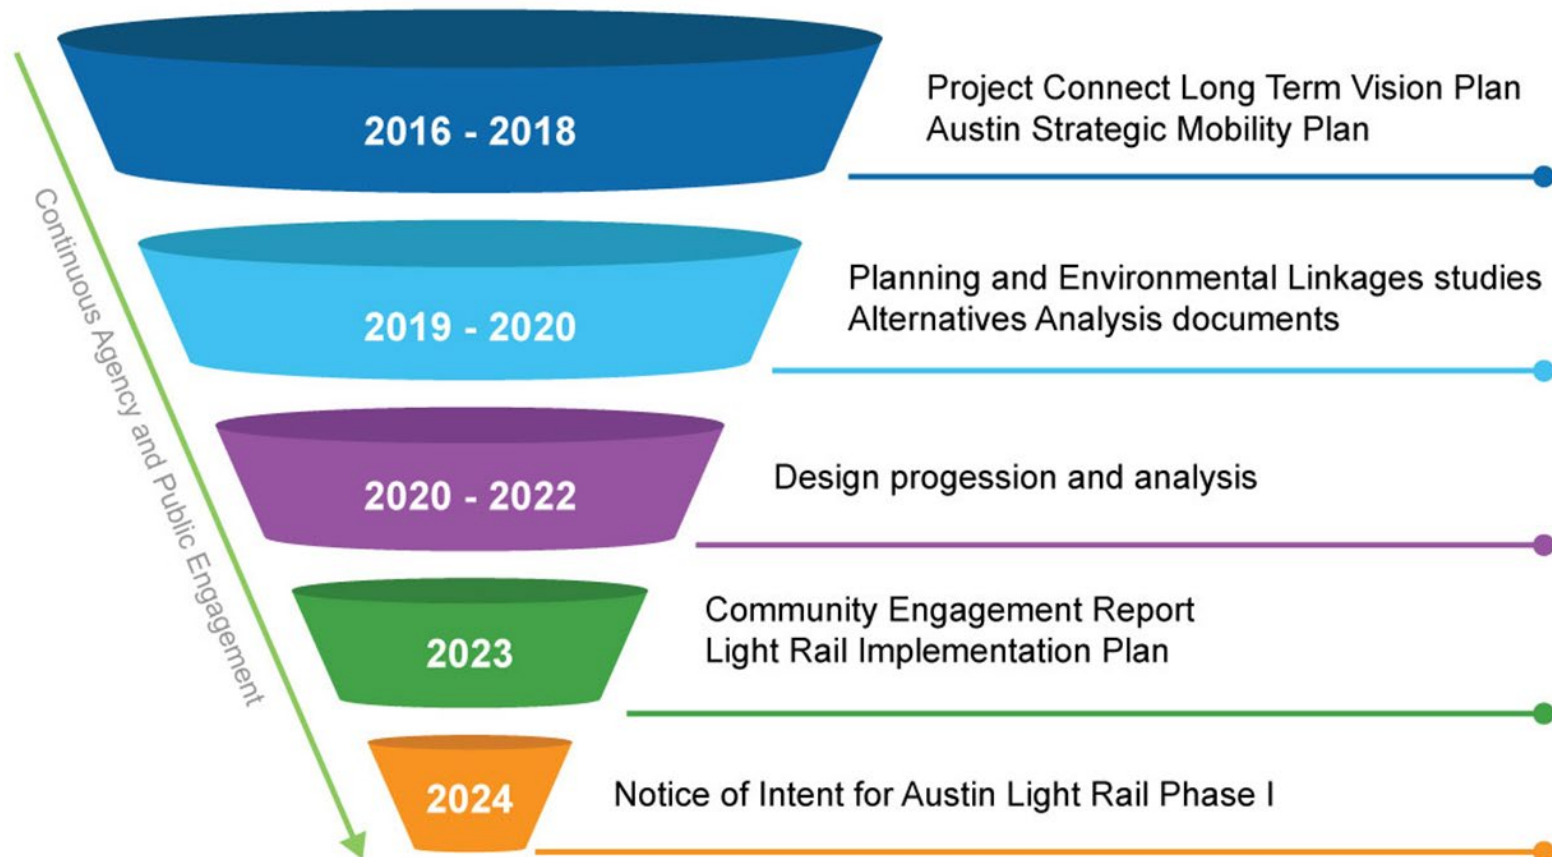 2016 - 2018
Project Connect Long Term Vision Plan
Austin Strategic Mobility Plan
Continuous Agency and Public Engagement
2019 - 2020
Planning and Environmental Linkages studies
Alternatives Analysis documents
2020 - 2022
Design progession and analysis
2023
Community Engagement Report
Light Rail Implementation Plan
2024
Notice of Intent for Austin Light Rail Phase I